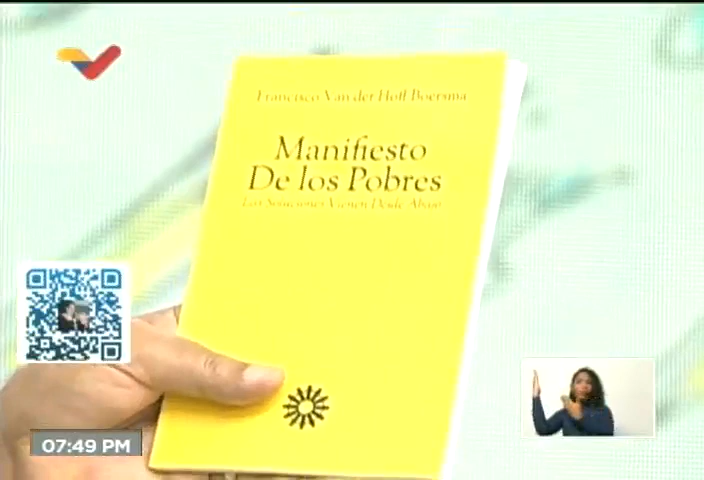 Francisco Van der Hoff Boersma
Manifiesto
De los Pobres
Las Soluciones Vienen Desde Abajo
07:49 PM